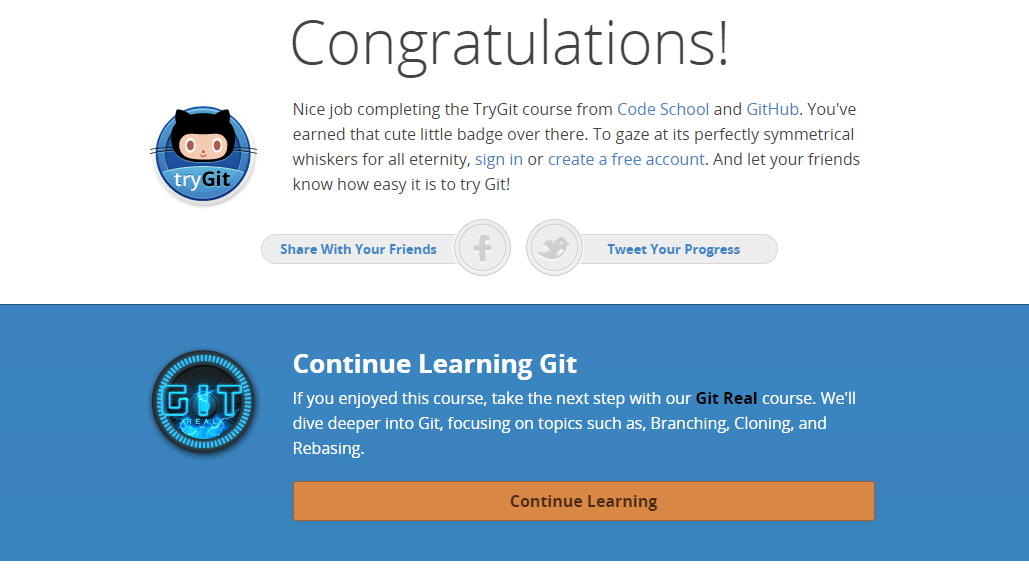 Congratulations!
Nice job completing the TryGit course from Code School and GitHub. You've
earned that cute little badge over there. To gaze at its perfectly symmetrical
whiskers for all eternity, sign in or create a free account. And let your friends
know how easy it is to try Git!
tryGit
Share With Your Friends
f
Tweet Your Progress
Continue Learning Git
GIT
REAL
If you enjoyed this course, take the next step with our Git Real course. We'll
dive deeper into Git, focusing on topics such as, Branching, Cloning, and
Rebasing.
Continue Learning